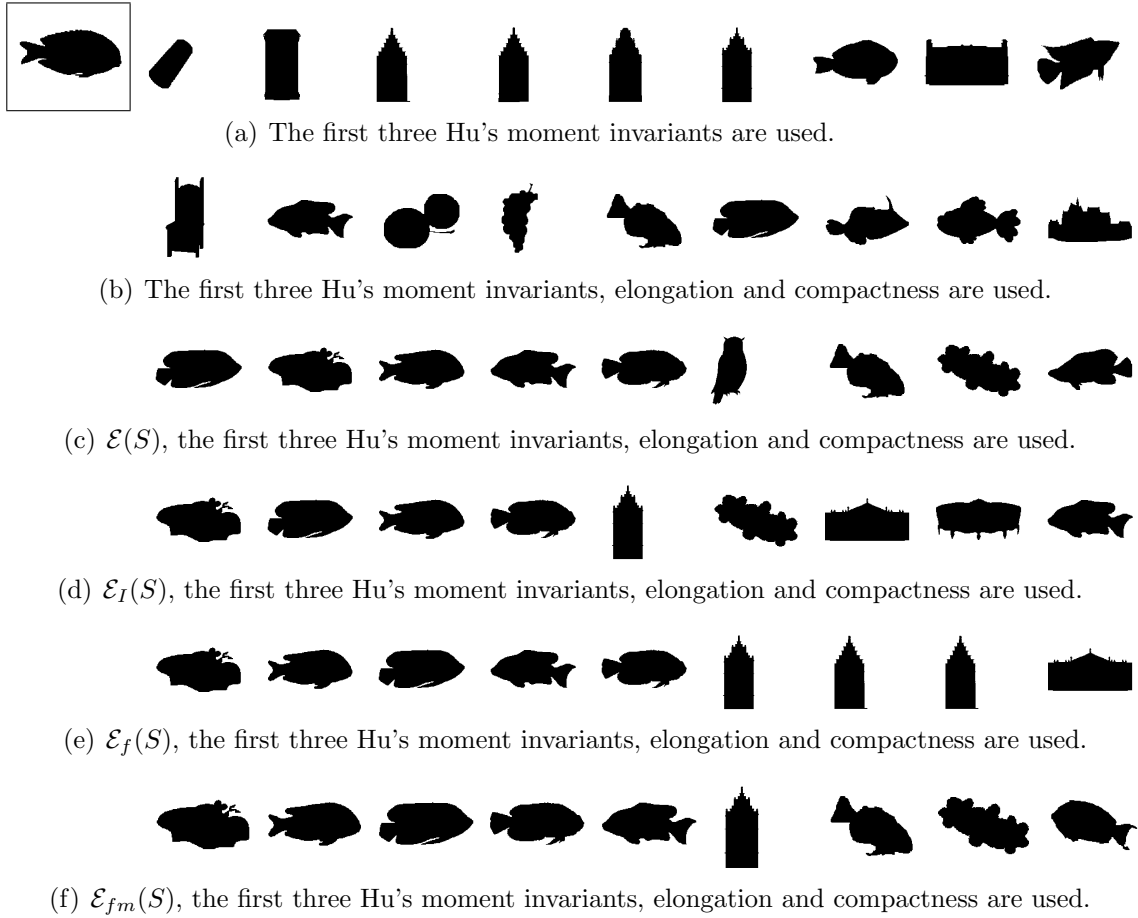 (a) The first three Hu's moment invariants are used.
(b) The first three Hu's moment invariants, elongation and compactness are used.
(c) ℰ(S), the first three Hu's moment invariants, elongation and compactness are used.
(d) ℰ_I(S), the first three Hu's moment invariants, elongation and compactness are used.
(e) ℰ_f(S), the first three Hu's moment invariants, elongation and compactness are used.
(f) ℰ_{fm}(S), the first three Hu's moment invariants, elongation and compactness are used.